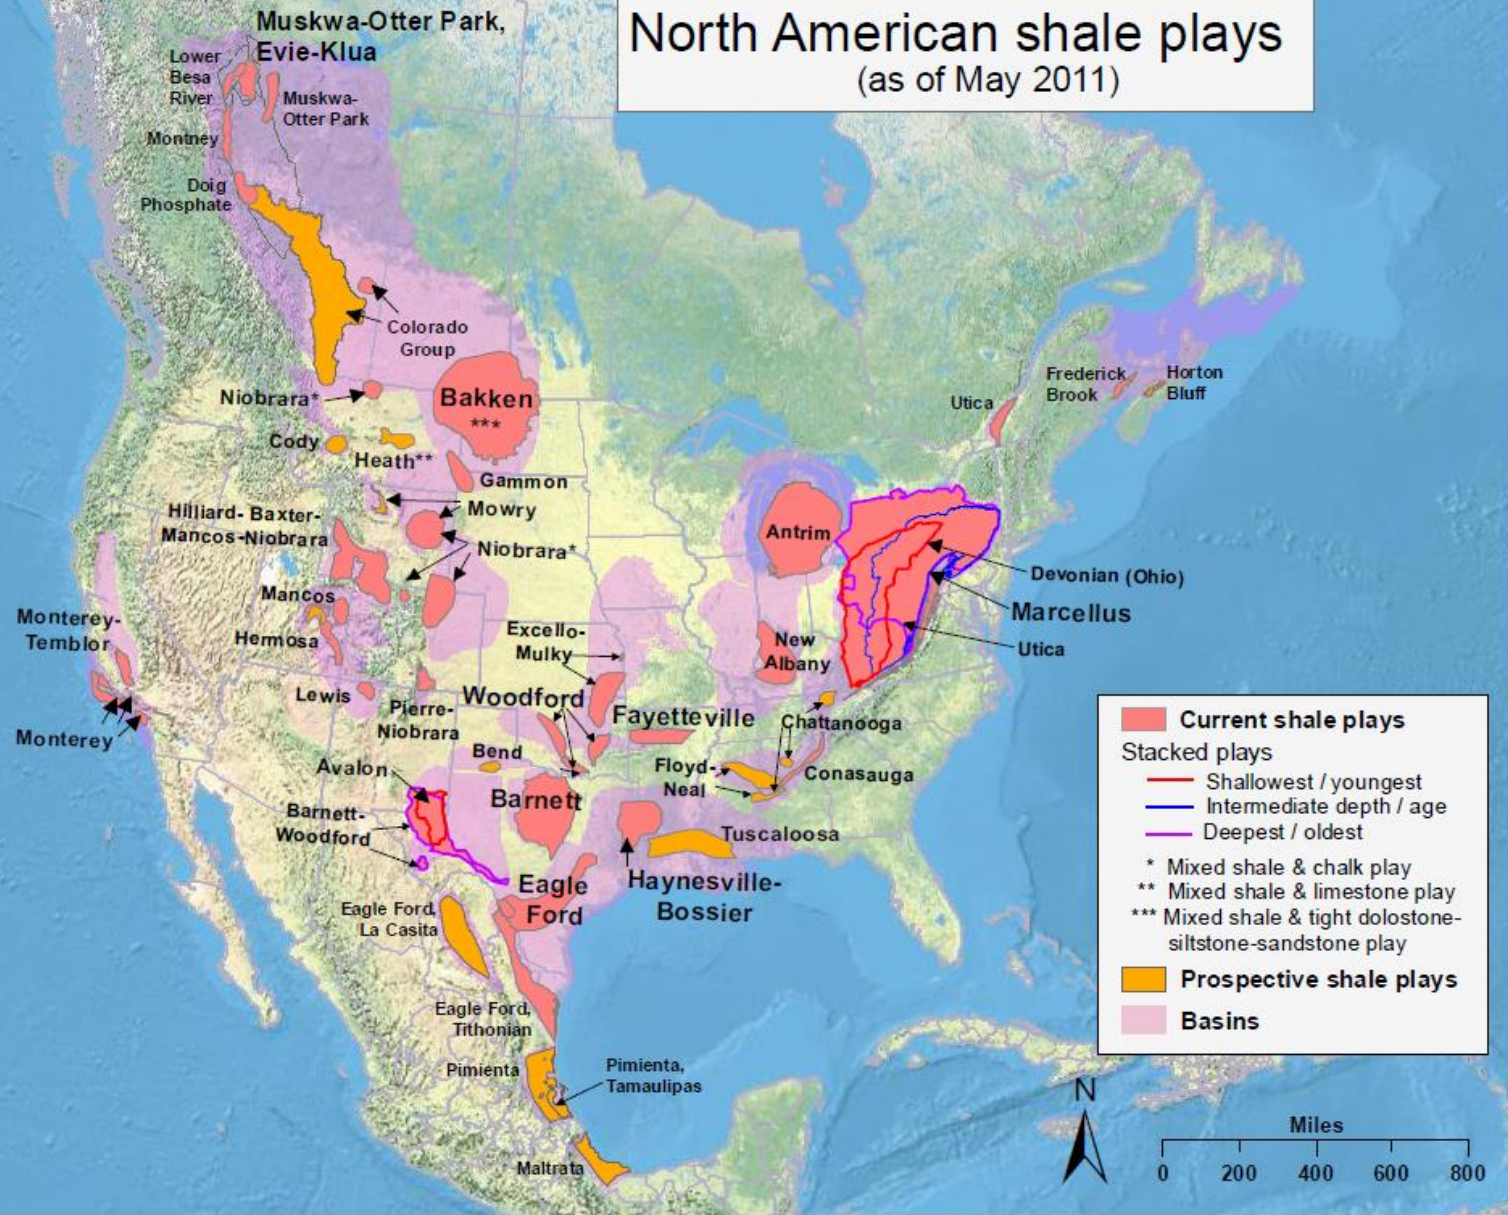 North American shale plays
(as of May 2011)
Muskwa-Otter Park,
Evie-Klua
Lower
Besa
River
Muskwa-
Otter Park
Montney
Doig
Phosphate
Colorado
Group
Niobrara*
Bakken
***
Cody
Heath**
Gammon
Mowry
Hilliard- Baxter-
Mancos-Niobrara
Niobrara*
Mancos
Hermosa
Monterey-
Temblor
Monterey
Lewis
Pierre-
Niobrara
Excello-
Mulky
Woodford
Fayetteville
Bend
Avalon
Barnett
Barnett-
Woodford
Floyd-
Neal
Chattanooga
Conasauga
Tuscaloosa
Haynesville-
Bossier
Eagle
Ford
Eagle Ford,
La Casita
Eagle Ford,
Tithonian
Pimienta
Pimienta,
Tamaulipas
Maltrata
Antrim
New
Albany
Utica
Frederick
Brook
Horton
Bluff
Devonian (Ohio)
Marcellus
Utica
Current shale plays
Stacked plays
Shallowest / youngest
Intermediate depth / age
Deepest / oldest
* Mixed shale & chalk play
** Mixed shale & limestone play
*** Mixed shale & tight dolostone-
siltstone-sandstone play
Prospective shale plays
Basins
N
Miles
0 200 400 600 800